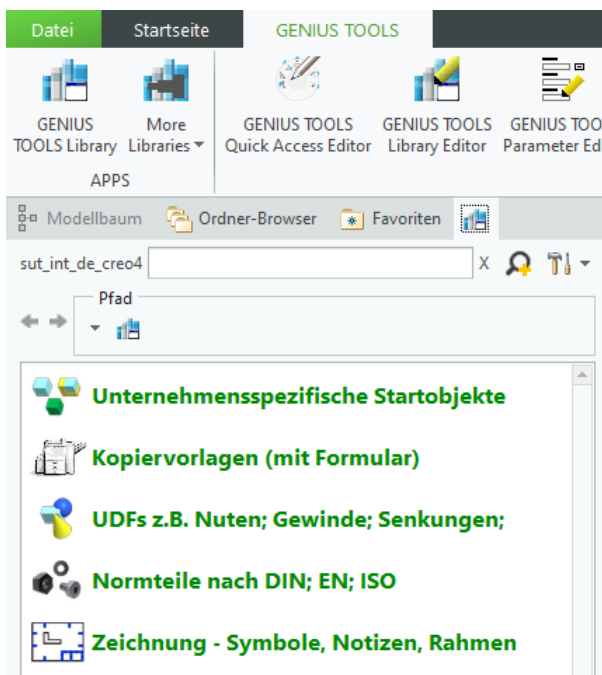 Datei Startseite GENIUS TOOLS
GENIUS More GENIUS TOOLS GENIUS TOOLS GENIUS TOO
TOOLS Library Libraries Quick Access Editor Library Editor Parameter Ed
APPS
Modellbaum Ordner-Browser Favoriten
sut_int_de_creo4 X
Pfad
Unternehmensspezifische Startobjekte
Kopiervorlagen (mit Formular)
UDFs z.B. Nuten; Gewinde; Senkungen;
Normteile nach DIN; EN; ISO
Zeichnung - Symbole, Notizen, Rahmen